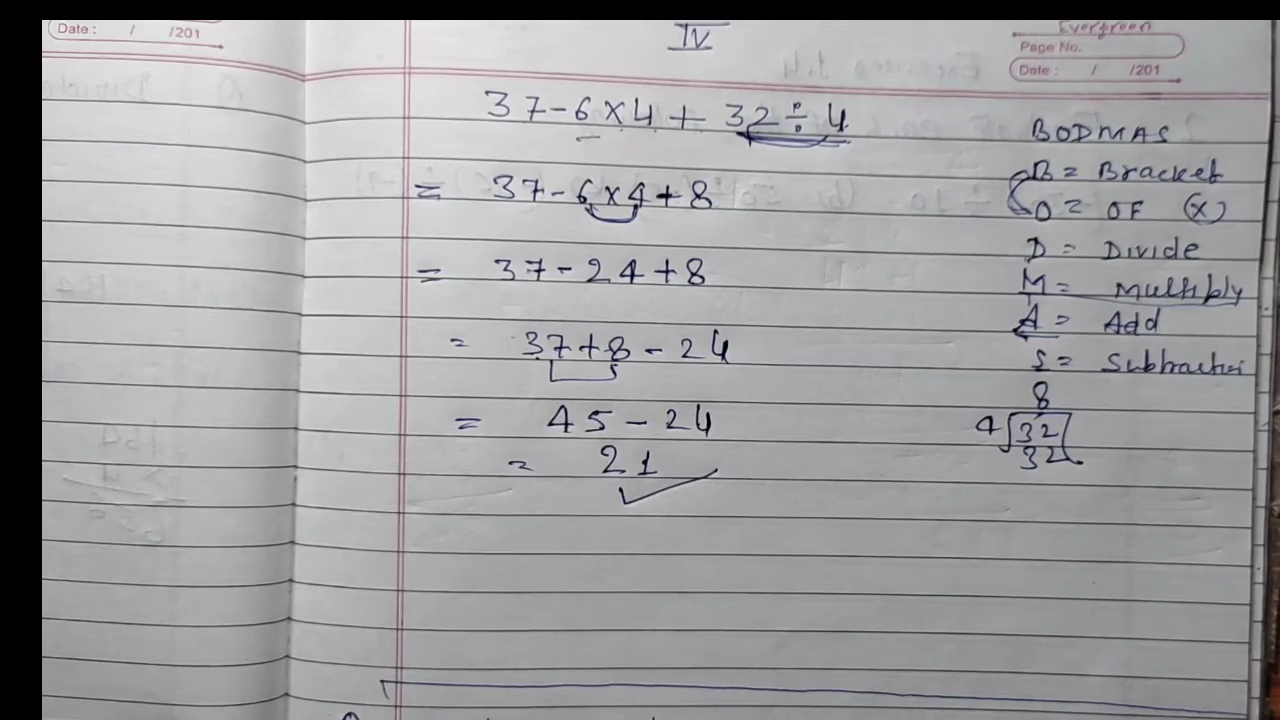 Date : / /201
IV
Evergreen
Page No.
Date : / /201
37-6×4+32÷4
= 37-6×4+8
= 37-24+8
= 37+8-24
= 45-24
= 21
BODMAS
B = Bracket
O = OF (x)
D = Divide
M = Multiply
A = Add
S = Subtraction
8
4 32
32